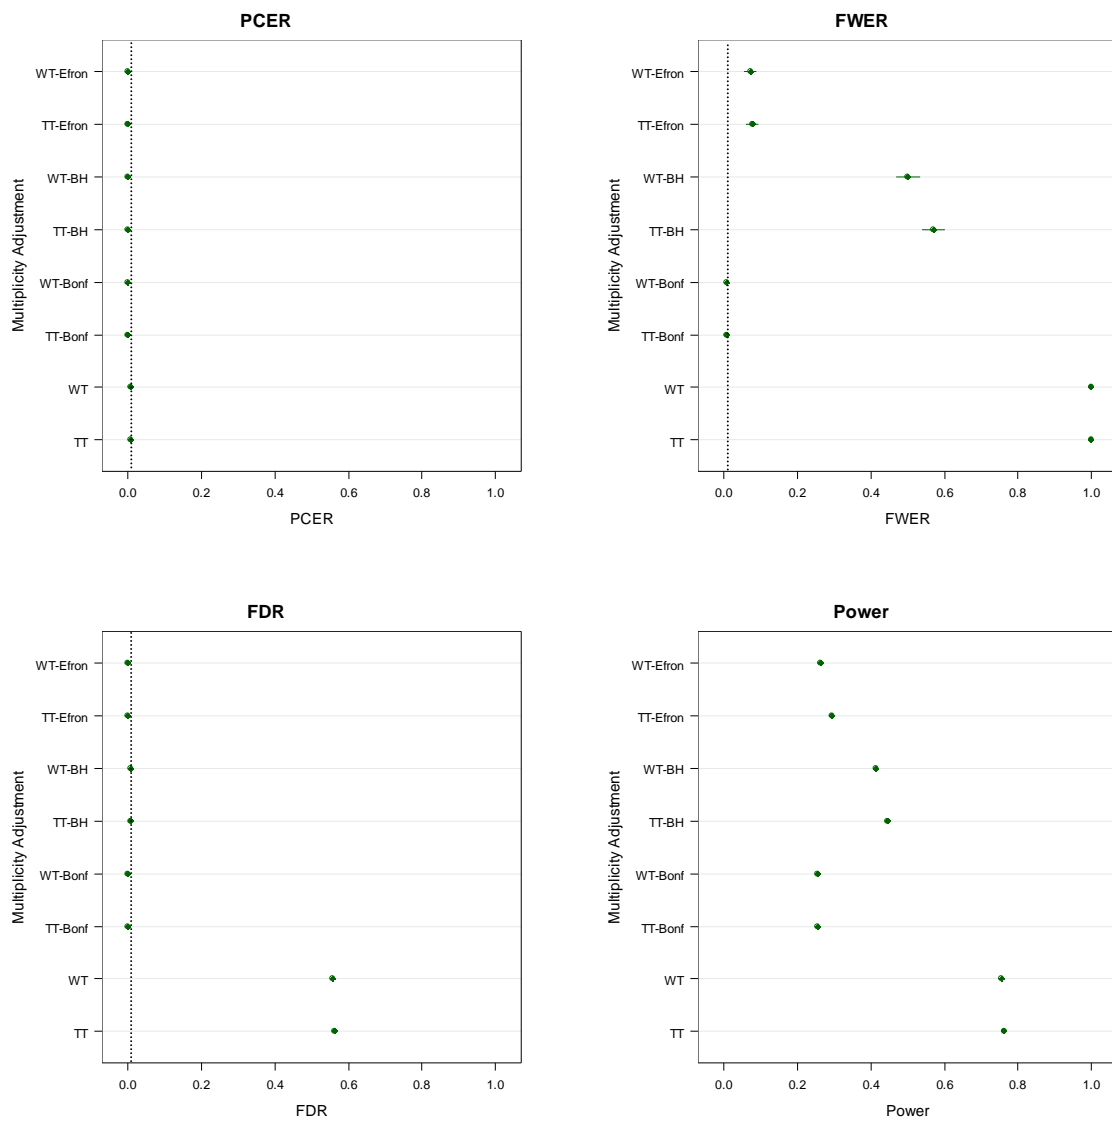 PCER
Multiplicity Adjustment
WT-Efron
TT-Efron
WT-BH
TT-BH
WT-Bonf
TT-Bonf
WT
TT
0.0 0.2 0.4 0.6 0.8 1.0
PCER
FWER
Multiplicity Adjustment
WT-Efron
TT-Efron
WT-BH
TT-BH
WT-Bonf
TT-Bonf
WT
TT
0.0 0.2 0.4 0.6 0.8 1.0
FWER
FDR
Multiplicity Adjustment
WT-Efron
TT-Efron
WT-BH
TT-BH
WT-Bonf
TT-Bonf
WT
TT
0.0 0.2 0.4 0.6 0.8 1.0
FDR
Power
Multiplicity Adjustment
WT-Efron
TT-Efron
WT-BH
TT-BH
WT-Bonf
TT-Bonf
WT
TT
0.0 0.2 0.4 0.6 0.8 1.0
Power